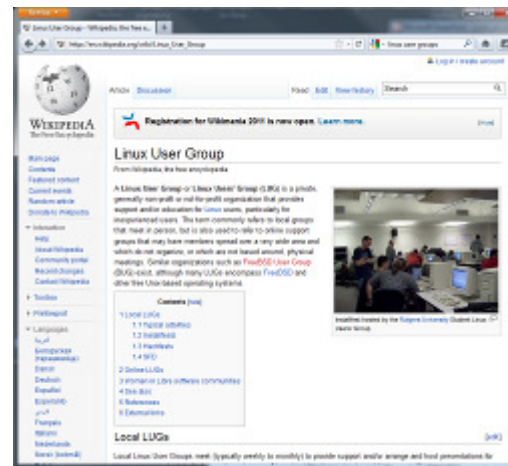 Linux User Group - Wikipedia, the free e...
linux user groups
Log in / create account
Article Discussion Read Edit View history Search
WIKIPEDIA
The Free Encyclopedia
Registration for Wikimania 2011 is now open. Learn more.
[hide]
Main page
Contents
Featured content
Current events
Random article
Donate to Wikipedia
Interaction
Help
About Wikipedia
Community portal
Recent changes
Contact Wikipedia
Toolbox
Print/export
Languages
العربية
Dansk
Deutsch
Español
Esperanto
Français
Italiano
Nederlands
Norsk (bokmål)
Linux User Group
From Wikipedia, the free encyclopedia
A Linux User Group or Linux Users' Group (LUG) is a private,
generally non-profit or not-for-profit organization that provides
support and/or education for Linux users, particularly for
inexperienced users. The term commonly refers to local groups
that meet in person, but is also used to refer to online support
groups that may have members spread over a very wide area and
which do not organize, or which are not based around, physical
meetings. Similar organizations such as FreeBSD User Group
(BUG) exist, although many LUGs encompass FreeBSD and
other free Unix-based operating systems.
Installfest hosted by the Rutgers University Student Linux
Users' Group.
Contents [hide]
1 Local LUGs
1.1 Typical activities
1.2 Installfests
1.3 Hackfests
1.4 SFD
2 Online LUGs
3 Women in Libre software communities
4 See also
5 References
6 External links
Local LUGs [edit]
Local Linux User Groups meet (typically weekly to monthly) to provide support and/or arrange and host presentations for